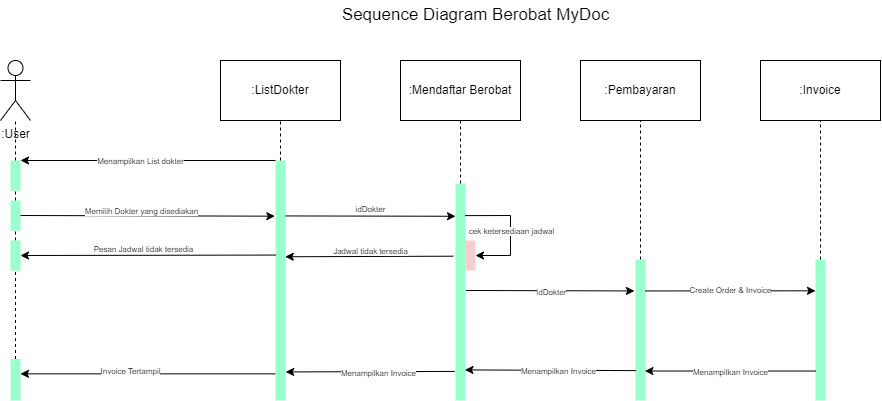 Sequence Diagram Berobat MyDoc
:User
:ListDokter
:Mendaftar Berobat
:Pembayaran
:Invoice
Menampilkan List dokter
Memilih Dokter yang disediakan
idDokter
cek ketersediaan jadwal
Pesan Jadwal tidak tersedia
Jadwal tidak tersedia
idDokter
Create Order & Invoice
Invoice Tertampil
Menampilkan Invoice
Menampilkan Invoice
Menampilkan Invoice